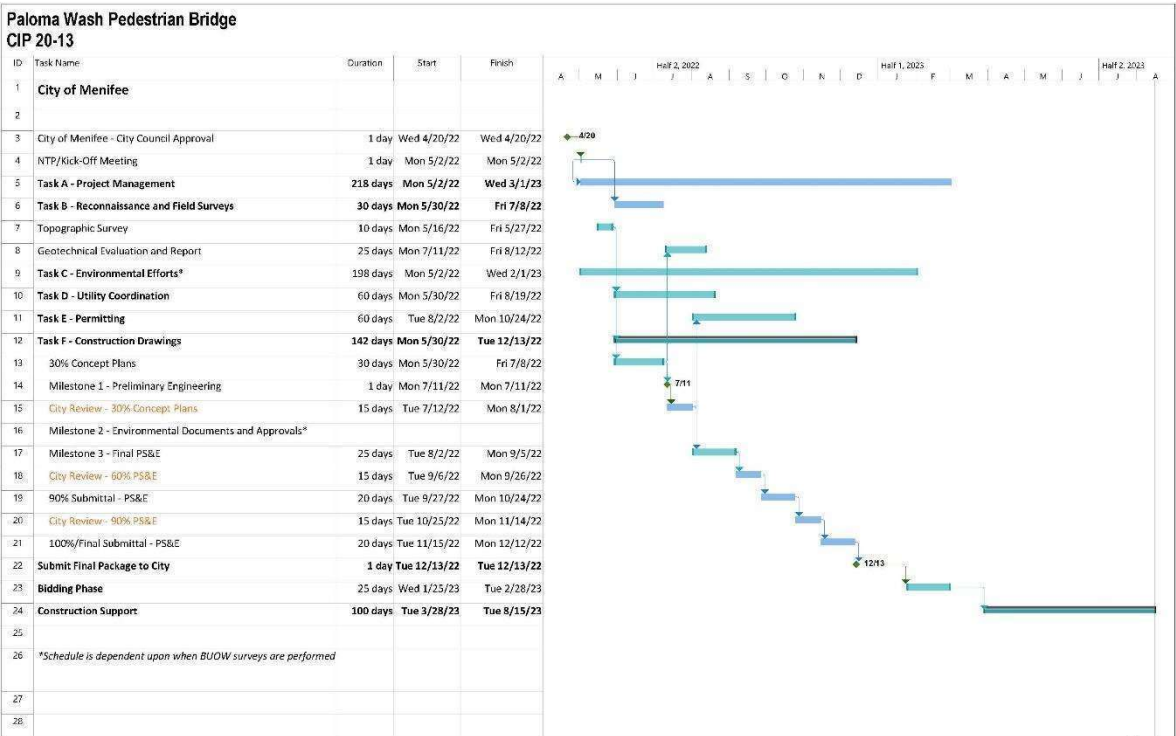 Paloma Wash Pedestrian Bridge
CIP 20-13
ID Task Name Duration Start Finish Half 2, 2022 Half 1, 2023 Half 2, 2023
A M J J A S O N D J F M A M J J A
1 City of Menifee
2
3 City of Menifee - City Council Approval 1 day Wed 4/20/22 Wed 4/20/22 4/20
4 NTP/Kick-Off Meeting 1 day Mon 5/2/22 Mon 5/2/22
5 Task A - Project Management 218 days Mon 5/2/22 Wed 3/1/23
6 Task B - Reconnaissance and Field Surveys 30 days Mon 5/30/22 Fri 7/8/22
7 Topographic Survey 10 days Mon 5/16/22 Fri 5/27/22
8 Geotechnical Evaluation and Report 25 days Mon 7/11/22 Fri 8/12/22
9 Task C - Environmental Efforts* 198 days Mon 5/2/22 Wed 2/1/23
10 Task D - Utility Coordination 60 days Mon 5/30/22 Fri 8/19/22
11 Task E - Permitting 60 days Tue 8/2/22 Mon 10/24/22
12 Task F - Construction Drawings 142 days Mon 5/30/22 Tue 12/13/22
13 30% Concept Plans 30 days Mon 5/30/22 Fri 7/8/22
14 Milestone 1 - Preliminary Engineering 1 day Mon 7/11/22 Mon 7/11/22 7/11
15 City Review - 30% Concept Plans 15 days Tue 7/12/22 Mon 8/1/22
16 Milestone 2 - Environmental Documents and Approvals*
17 Milestone 3 - Final PS&E 25 days Tue 8/2/22 Mon 9/5/22
18 City Review - 60% PS&E 15 days Tue 9/6/22 Mon 9/26/22
19 90% Submittal - PS&E 20 days Tue 9/27/22 Mon 10/24/22
20 City Review - 90% PS&E 15 days Tue 10/25/22 Mon 11/14/22
21 100%/Final Submittal - PS&E 20 days Tue 11/15/22 Mon 12/12/22
22 Submit Final Package to City 1 day Tue 12/13/22 Tue 12/13/22 12/13
23 Bidding Phase 25 days Wed 1/25/23 Tue 2/28/23
24 Construction Support 100 days Tue 3/28/23 Tue 8/15/23
25
26 *Schedule is dependent upon when BUOW surveys are performed
27
28